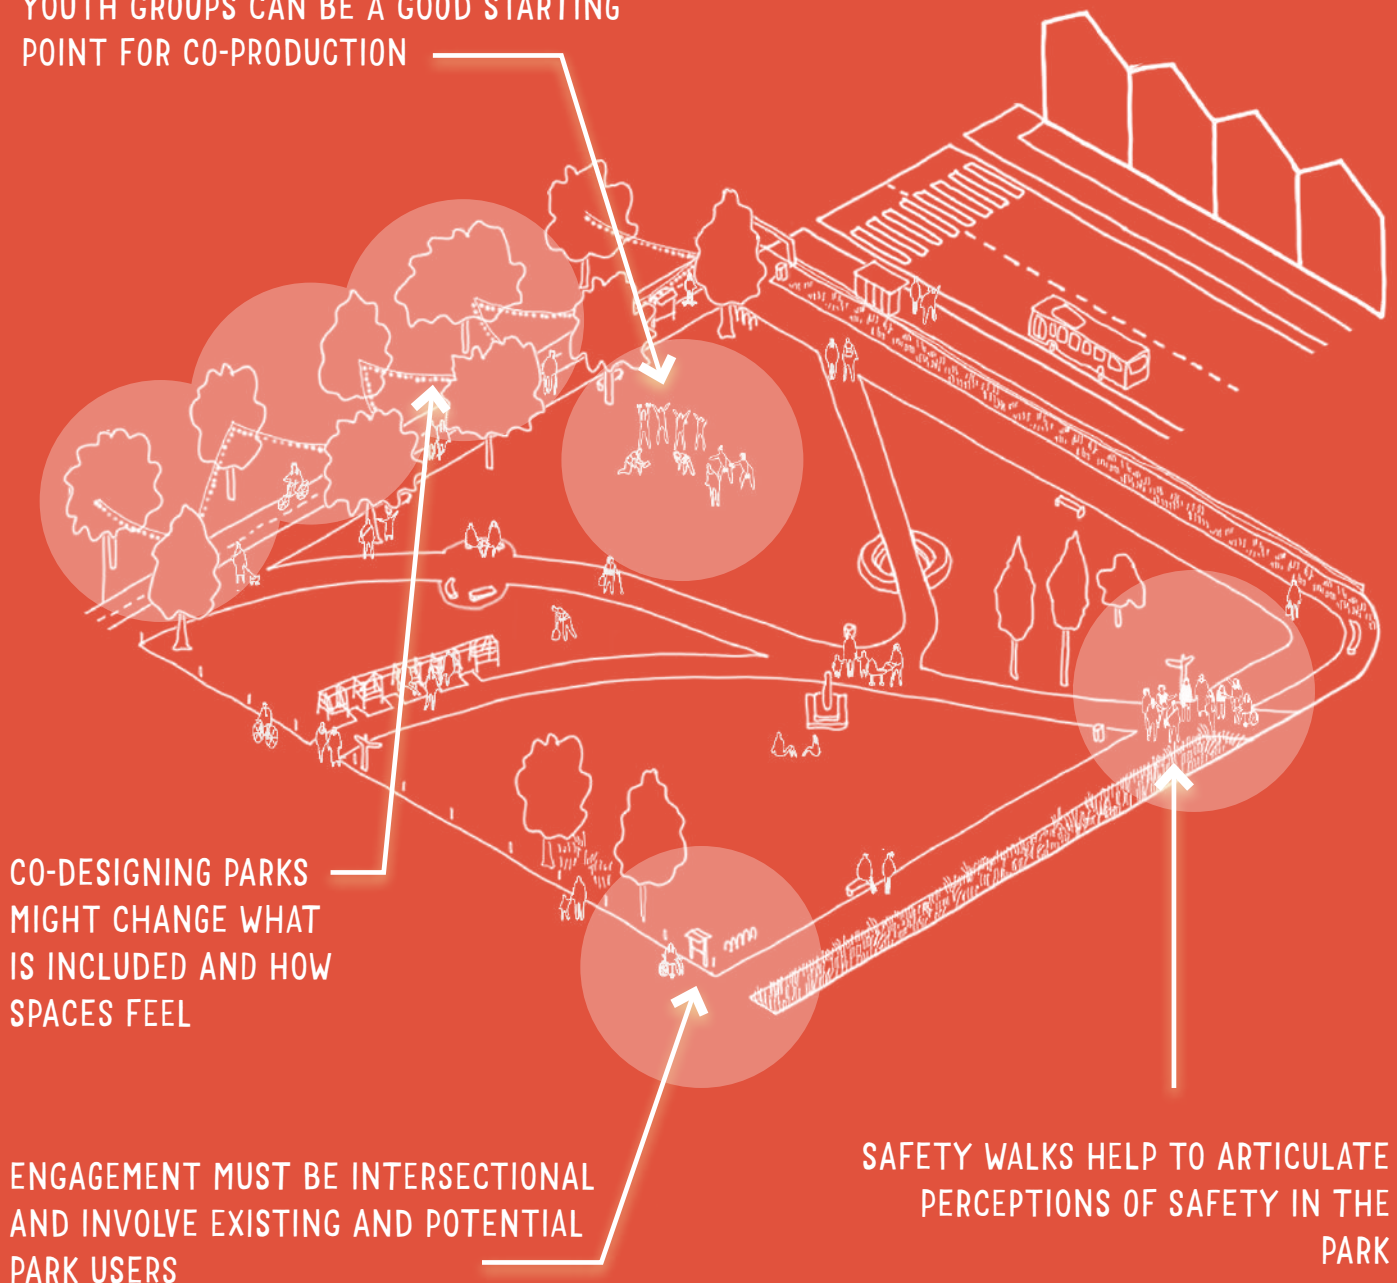 YOUTH GROUPS CAN BE A GOOD STARTING
POINT FOR CO-PRODUCTION
CO-DESIGNING PARKS
MIGHT CHANGE WHAT
IS INCLUDED AND HOW
SPACES FEEL
ENGAGEMENT MUST BE INTERSECTIONAL
AND INVOLVE EXISTING AND POTENTIAL
PARK USERS
SAFETY WALKS HELP TO ARTICULATE
PERCEPTIONS OF SAFETY IN THE
PARK